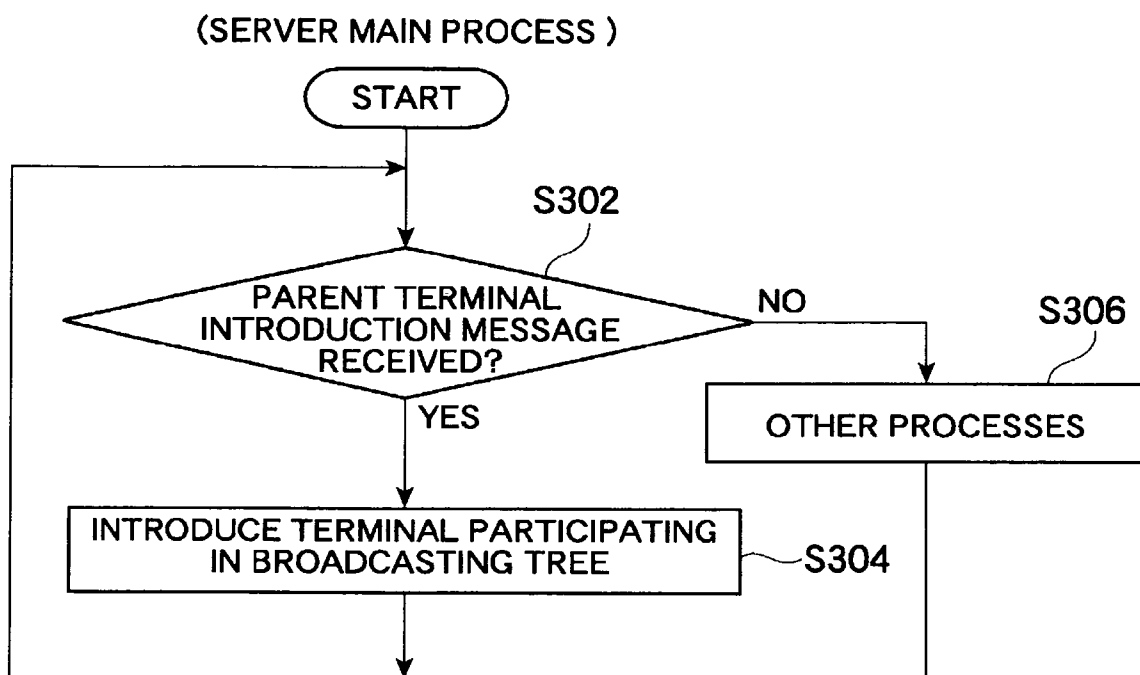 (SERVER MAIN PROCESS )
START
S302
PARENT TERMINAL
INTRODUCTION MESSAGE
RECEIVED?
NO
S306
YES
OTHER PROCESSES
INTRODUCE TERMINAL PARTICIPATING
IN BROADCASTING TREE
S304